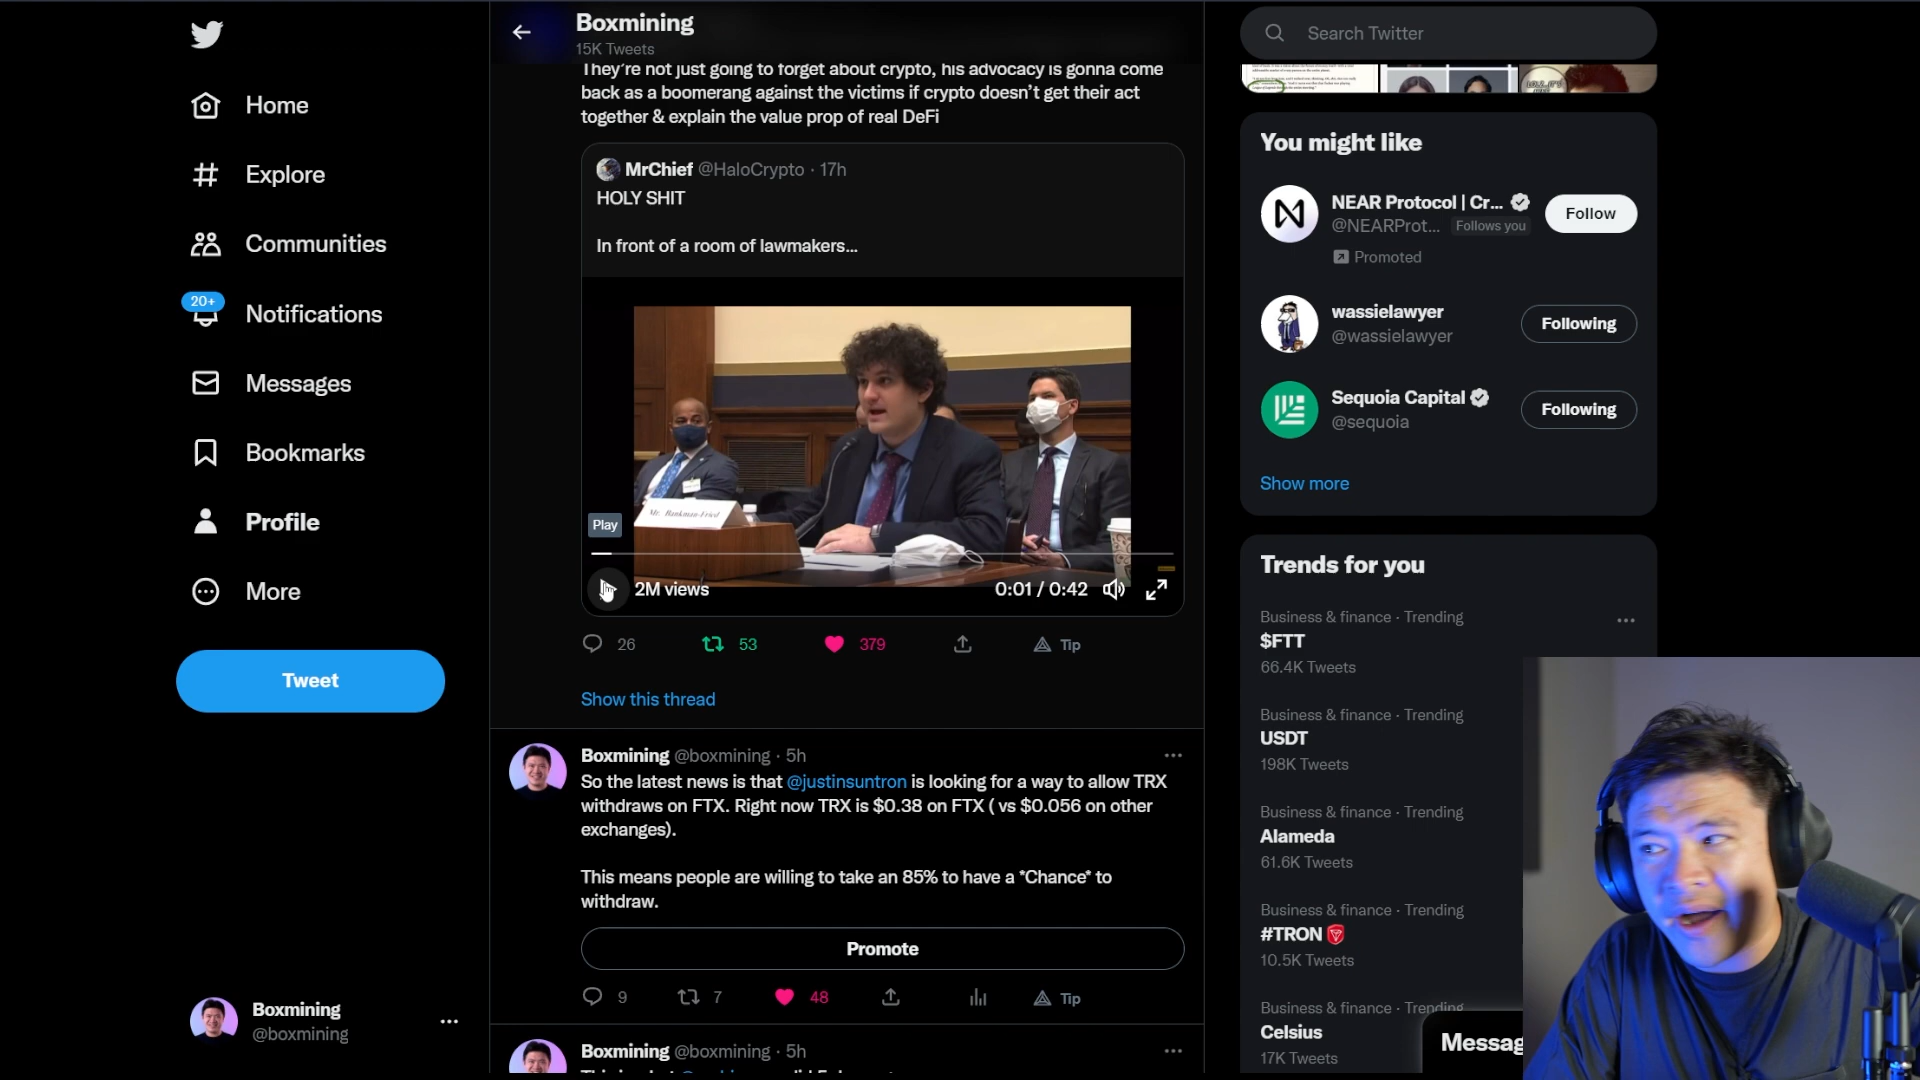 Home
Explore
Communities
20+
Notifications
Messages
Bookmarks
Profile
More
Tweet
Boxmining
@boxmining
Boxmining
15K Tweets
They're not just going to forget about crypto, his advocacy is gonna come
back as a boomerang against the victims if crypto doesn't get their act
together & explain the value prop of real DeFi
MrChief @HaloCrypto · 17h
HOLY SHIT
In front of a room of lawmakers...
Mr. Bankman-Fried
Play
2M views
0:01 / 0:42
26
53
379
Tip
Show this thread
Boxmining @boxmining · 5h
So the latest news is that @justinsuntron is looking for a way to allow TRX
withdraws on FTX. Right now TRX is $0.38 on FTX ( vs $0.056 on other
exchanges).
This means people are willing to take an 85% to have a *Chance* to
withdraw.
Promote
9
7
48
Tip
Boxmining @boxmining · 5h
Search Twitter
You might like
NEAR Protocol | Cr...
@NEARProt...
Follows you
Follow
Promoted
wassielawyer
@wassielawyer
Following
Sequoia Capital
@sequoia
Following
Show more
Trends for you
Business & finance · Trending
$FTT
66.4K Tweets
Business & finance · Trending
USDT
198K Tweets
Business & finance · Trending
Alameda
61.6K Tweets
Business & finance · Trending
#TRON
10.5K Tweets
Business & finance · Trending
Celsius
17K Tweets
Messag